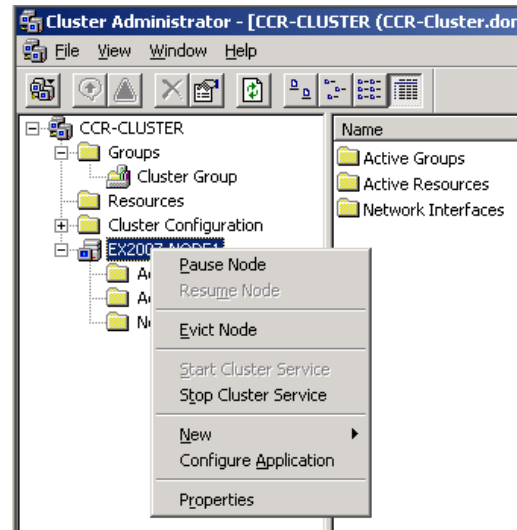 Cluster Administrator - [CCR-CLUSTER (CCR-Cluster.dor
File View Window Help
CCR-CLUSTER
Groups
Cluster Group
Resources
Cluster Configuration
EX2007-NODE1
Name
Active Groups
Active Resources
Network Interfaces
Pause Node
Resume Node
Evict Node
Start Cluster Service
Stop Cluster Service
New
Configure Application
Properties